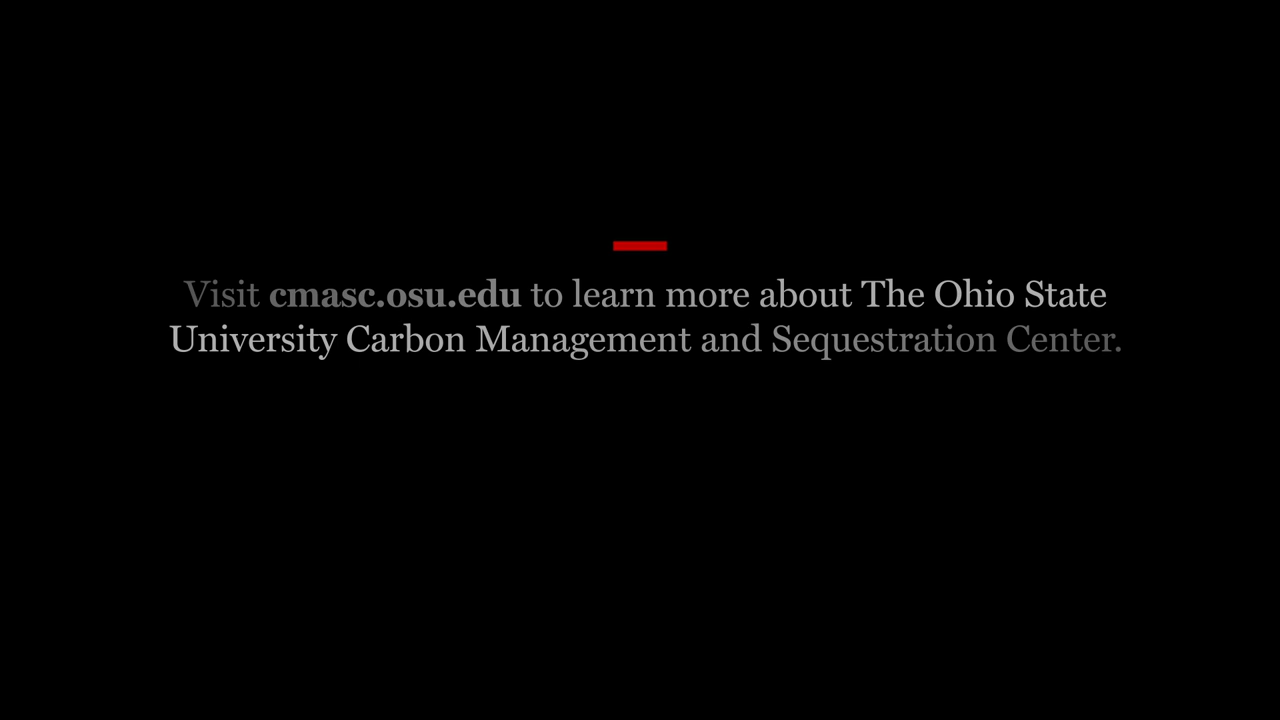 Visit cmasc.osu.edu to learn more about The Ohio State
University Carbon Management and Sequestration Center.